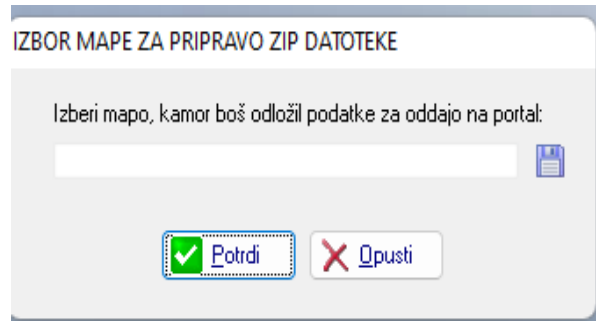 IZBOR MAPE ZA PRIPRAVO ZIP DATOTEKE
Izberi mapo, kamor boš odložil podatke za oddajo na portal:
Potrdi
Opusti